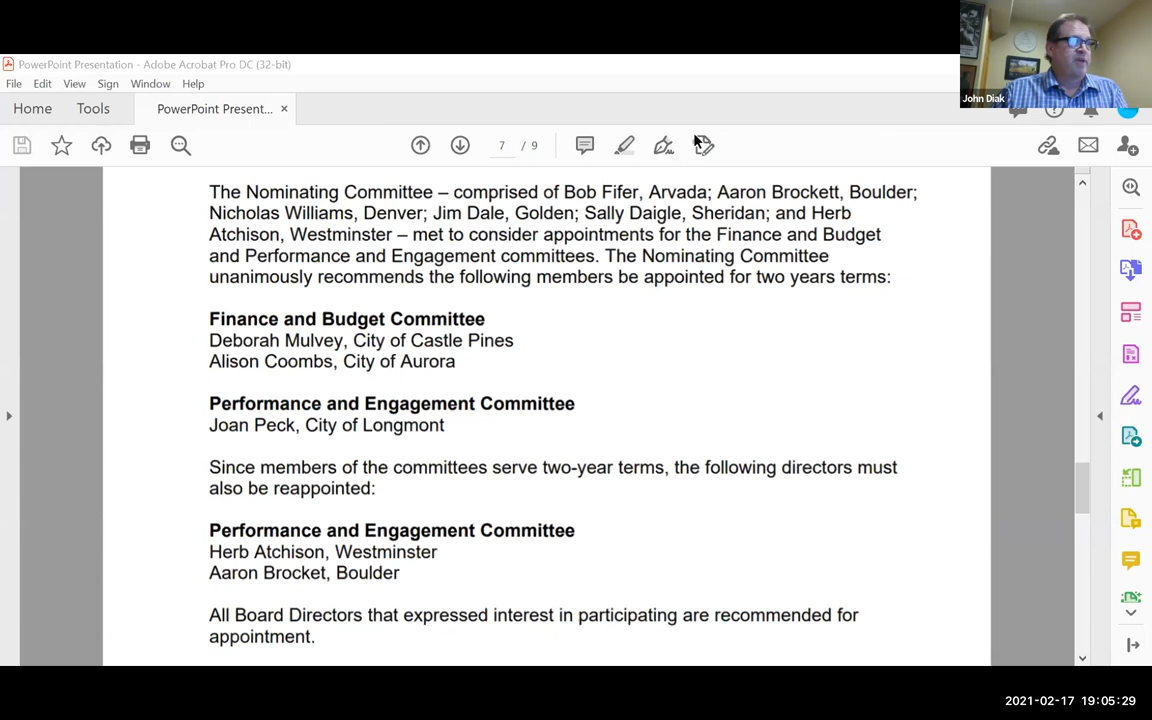 PowerPoint Presentation - Adobe Acrobat Pro DC (32-bit)
John Diak
File Edit View Sign Window Help
Home Tools PowerPoint Present... ×
7 / 9
The Nominating Committee – comprised of Bob Fifer, Arvada; Aaron Brockett, Boulder;
Nicholas Williams, Denver; Jim Dale, Golden; Sally Daigle, Sheridan; and Herb
Atchison, Westminster – met to consider appointments for the Finance and Budget
and Performance and Engagement committees. The Nominating Committee
unanimously recommends the following members be appointed for two years terms:
Finance and Budget Committee
Deborah Mulvey, City of Castle Pines
Alison Coombs, City of Aurora
Performance and Engagement Committee
Joan Peck, City of Longmont
Since members of the committees serve two-year terms, the following directors must
also be reappointed:
Performance and Engagement Committee
Herb Atchison, Westminster
Aaron Brocket, Boulder
All Board Directors that expressed interest in participating are recommended for
appointment.
2021-02-17 19:05:29